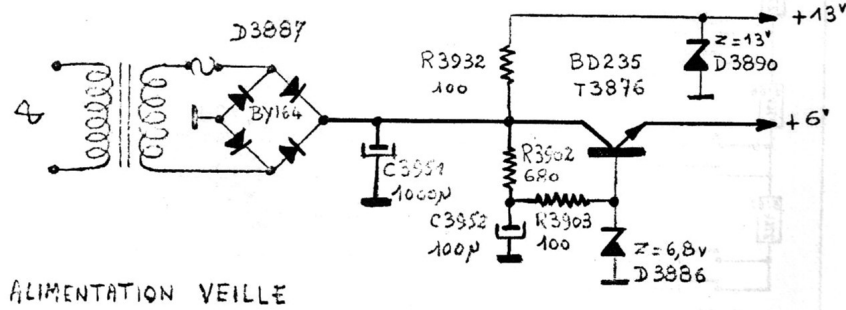 +13V
D3887
Z=13V
D3890
R3932
100
BD235
T3876
BY164
+6V
R3902
680
C3951
1000µ
C3952
100µ
R3903
100
Z=6,8V
D3886
ALIMENTATION VEILLE